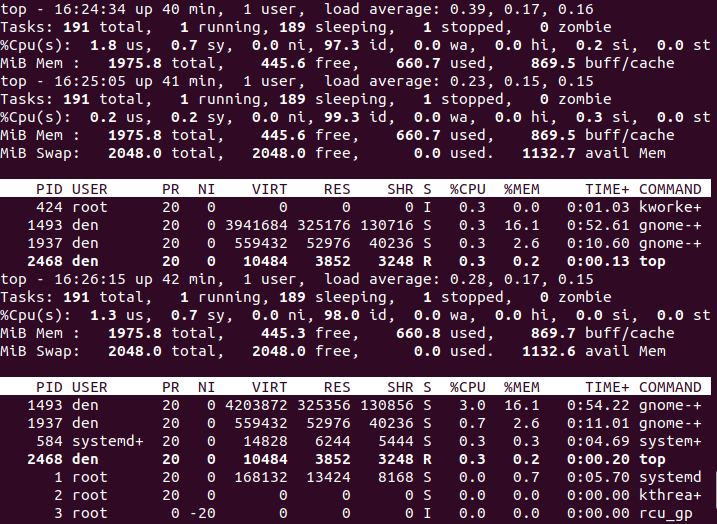 top - 16:24:34 up 40 min,  1 user,  load average: 0.39, 0.17, 0.16
Tasks: 191 total,   1 running, 189 sleeping,   1 stopped,   0 zombie
%Cpu(s):  1.8 us,  0.7 sy,  0.0 ni, 97.3 id,  0.0 wa,  0.0 hi,  0.2 si,  0.0 st
MiB Mem :   1975.8 total,    445.6 free,    660.7 used,    869.5 buff/cache
top - 16:25:05 up 41 min,  1 user,  load average: 0.23, 0.15, 0.15
Tasks: 191 total,   1 running, 189 sleeping,   1 stopped,   0 zombie
%Cpu(s):  0.2 us,  0.2 sy,  0.0 ni, 99.3 id,  0.0 wa,  0.0 hi,  0.3 si,  0.0 st
MiB Mem :   1975.8 total,    445.6 free,    660.7 used,    869.5 buff/cache
MiB Swap:   2048.0 total,   2048.0 free,      0.0 used.   1132.7 avail Mem
PID USER      PR  NI    VIRT    RES    SHR S  %CPU  %MEM     TIME+ COMMAND
424 root      20   0       0      0      0 I   0.3   0.0   0:01.03 kworke+
1493 den       20   0 3941684 325176 130716 S   0.3  16.1   0:52.61 gnome-+
1937 den       20   0  559432  52976  40236 S   0.3   2.6   0:10.60 gnome-+
2468 den       20   0   10484   3852   3248 R   0.3   0.2   0:00.13 top
top - 16:26:15 up 42 min,  1 user,  load average: 0.28, 0.17, 0.15
Tasks: 191 total,   1 running, 189 sleeping,   1 stopped,   0 zombie
%Cpu(s):  1.3 us,  0.7 sy,  0.0 ni, 98.0 id,  0.0 wa,  0.0 hi,  0.0 si,  0.0 st
MiB Mem :   1975.8 total,    445.3 free,    660.8 used,    869.7 buff/cache
MiB Swap:   2048.0 total,   2048.0 free,      0.0 used.   1132.6 avail Mem
PID USER      PR  NI    VIRT    RES    SHR S  %CPU  %MEM     TIME+ COMMAND
1493 den       20   0 4203872 325356 130856 S   3.0  16.1   0:54.22 gnome-+
1937 den       20   0  559432  52976  40236 S   0.7   2.6   0:11.01 gnome-+
584 systemd+  20   0   14828   6244   5444 S   0.3   0.3   0:04.69 system+
2468 den       20   0   10484   3852   3248 R   0.3   0.2   0:00.20 top
1 root      20   0  168132  13424   8168 S   0.0   0.7   0:05.70 systemd
2 root      20   0       0      0      0 S   0.0   0.0   0:00.00 kthrea+
3 root       0 -20       0      0      0 I   0.0   0.0   0:00.00 rcu_gp